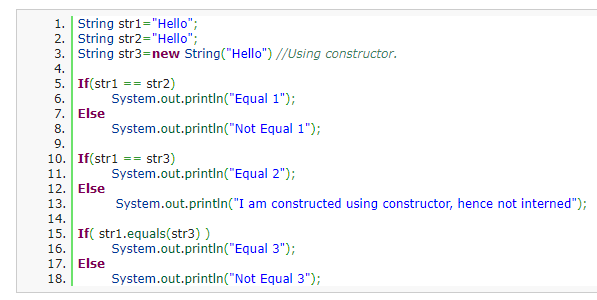 1. String str1="Hello";
2. String str2="Hello";
3. String str3=new String("Hello") //Using constructor.
4.
5. If(str1 == str2)
6. System.out.println("Equal 1");
7. Else
8. System.out.println("Not Equal 1");
9.
10. If(str1 == str3)
11. System.out.println("Equal 2");
12. Else
13. System.out.println("I am constructed using constructor, hence not interned");
14.
15. If( str1.equals(str3) )
16. System.out.println("Equal 3");
17. Else
18. System.out.println("Not Equal 3");